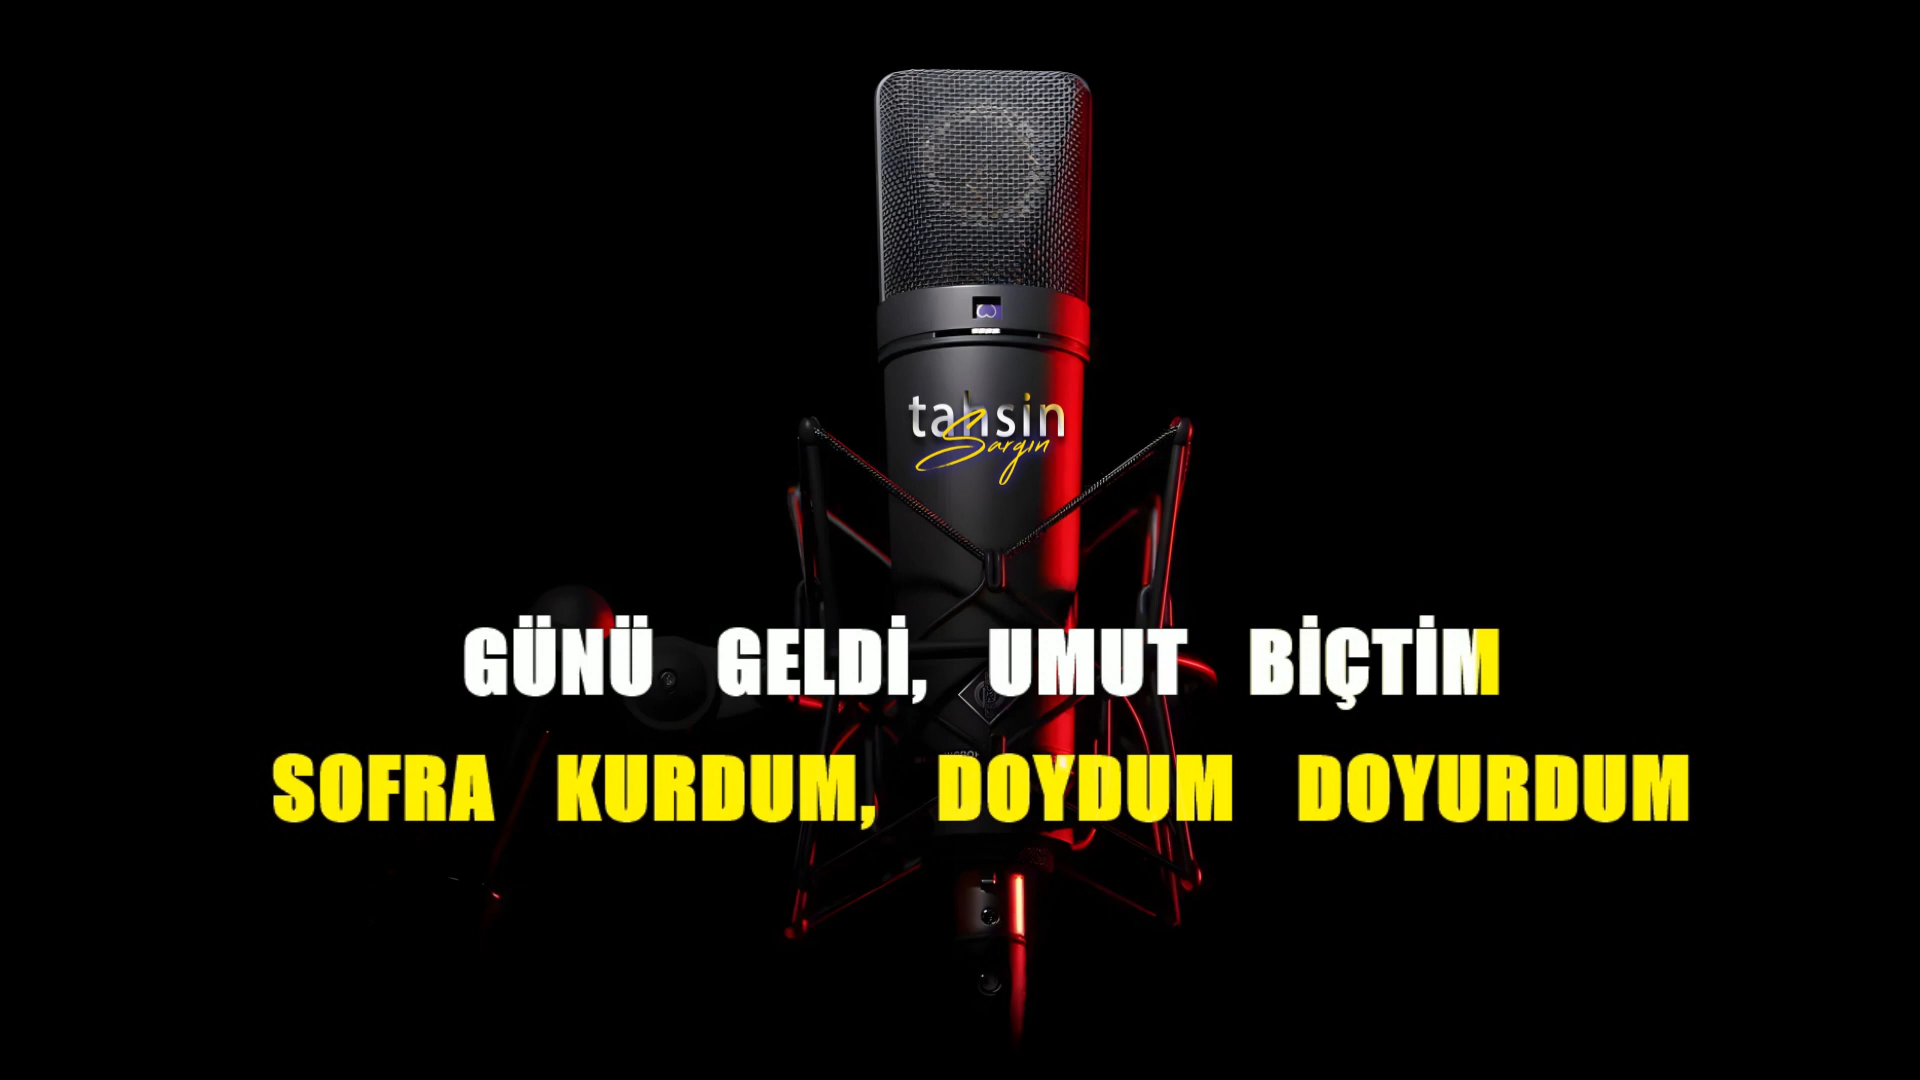 tahsin
Sargın
GÜNÜ GELDİ, UMUT BİÇTİM
SOFRA KURDUM, DOYDUM DOYURDUM